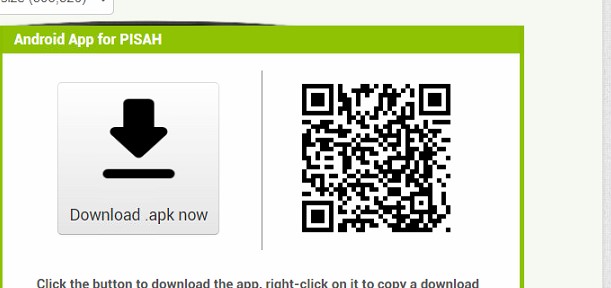 Android App for PISAH
Download .apk now
Click the button to download the app, right-click on it to copy a download